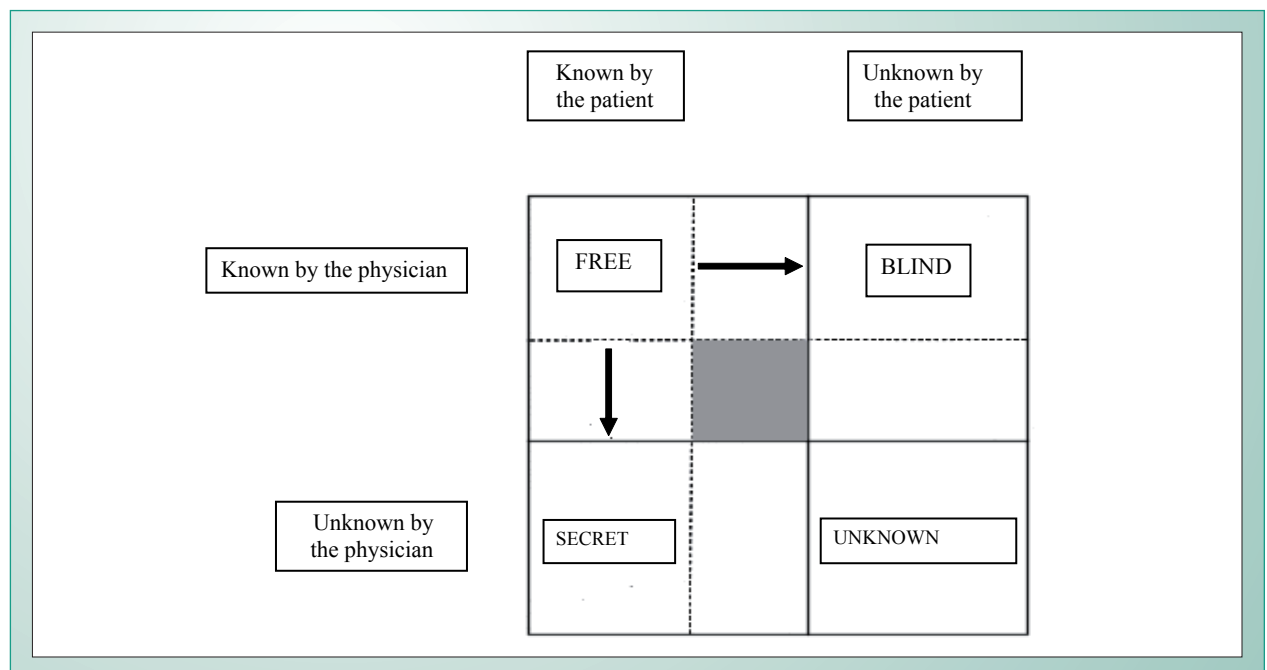 Known by
the patient
Unknown by
the patient
Known by the physician
FREE
BLIND
Unknown by
the physician
SECRET
UNKNOWN